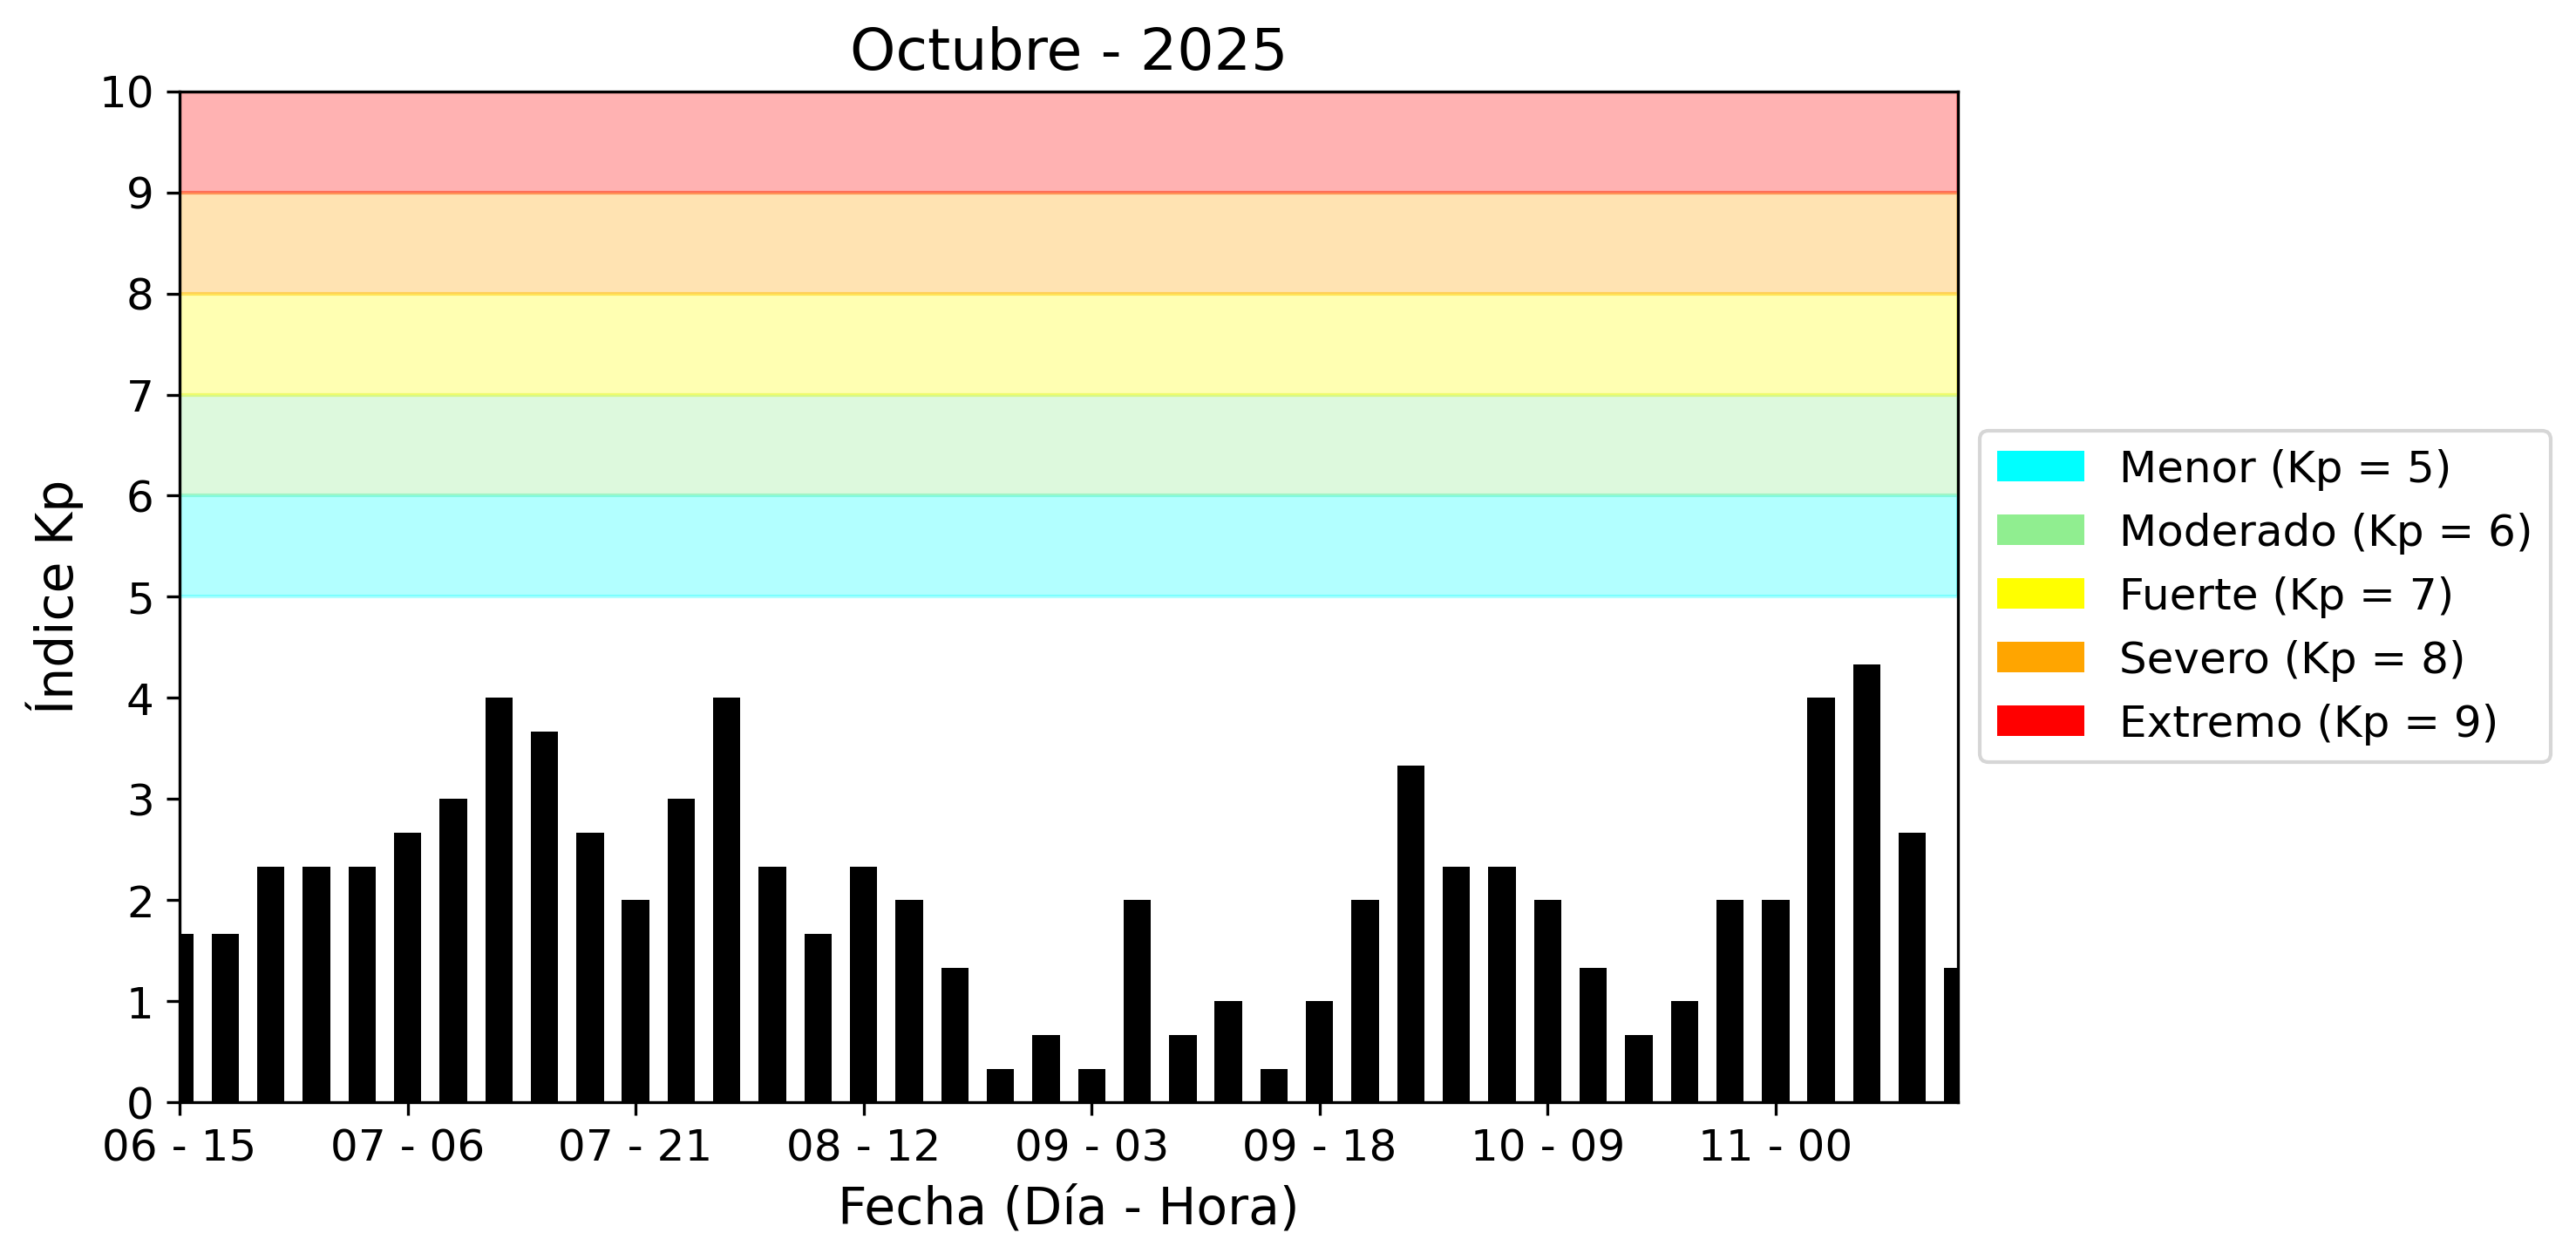 Octubre - 2025
10
9
8
7
6
5
4
3
2
1
0
Índice Kp
06 - 15
07 - 06
07 - 21
08 - 12
09 - 03
09 - 18
10 - 09
11 - 00
Fecha (Día - Hora)
Menor (Kp = 5)
Moderado (Kp = 6)
Fuerte (Kp = 7)
Severo (Kp = 8)
Extremo (Kp = 9)